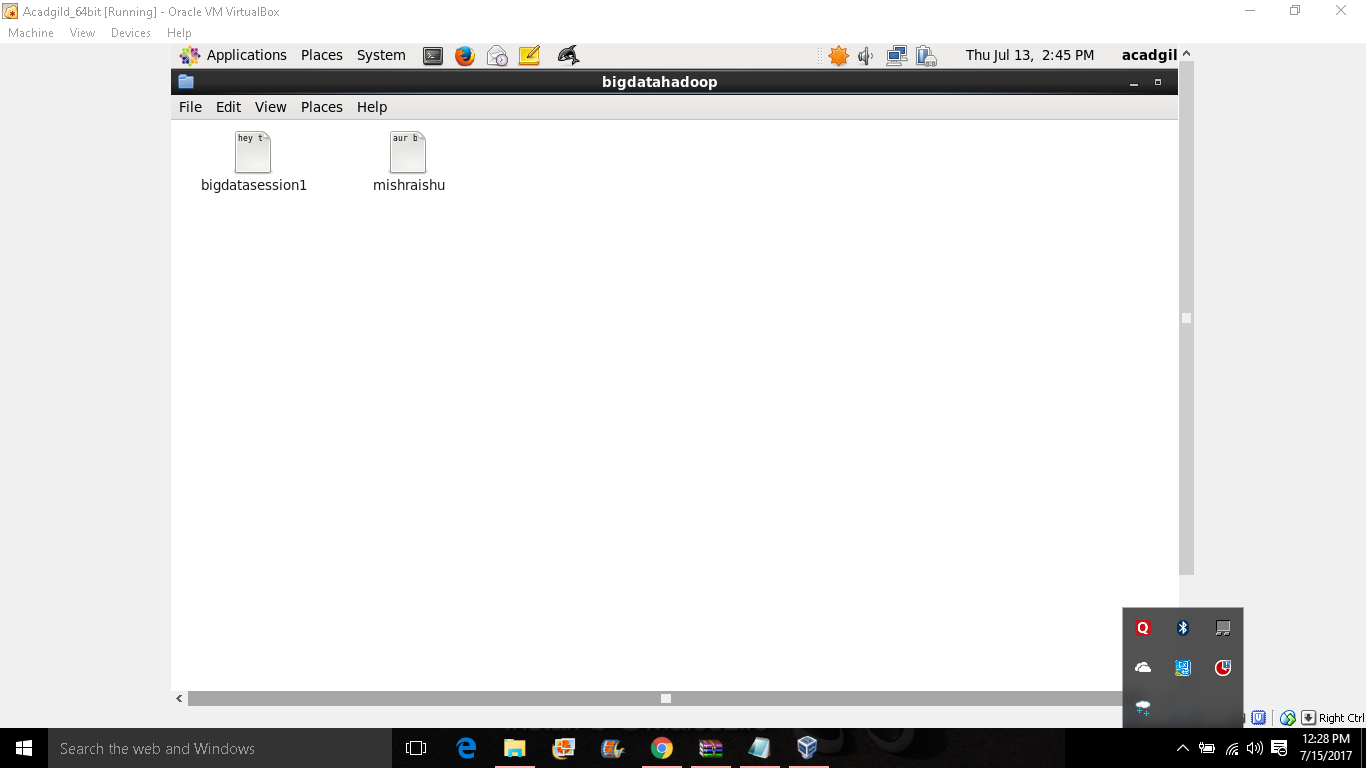 Acadgild_64bit [Running] - Oracle VM VirtualBox
Machine View Devices Help
Applications Places System Thu Jul 13, 2:45 PM acadgil
bigdatahadoop
File Edit View Places Help
hey t
aur b
bigdatasession1
mishraishu
Q
U
Right Ctrl
Search the web and Windows
12:28 PM
7/15/2017